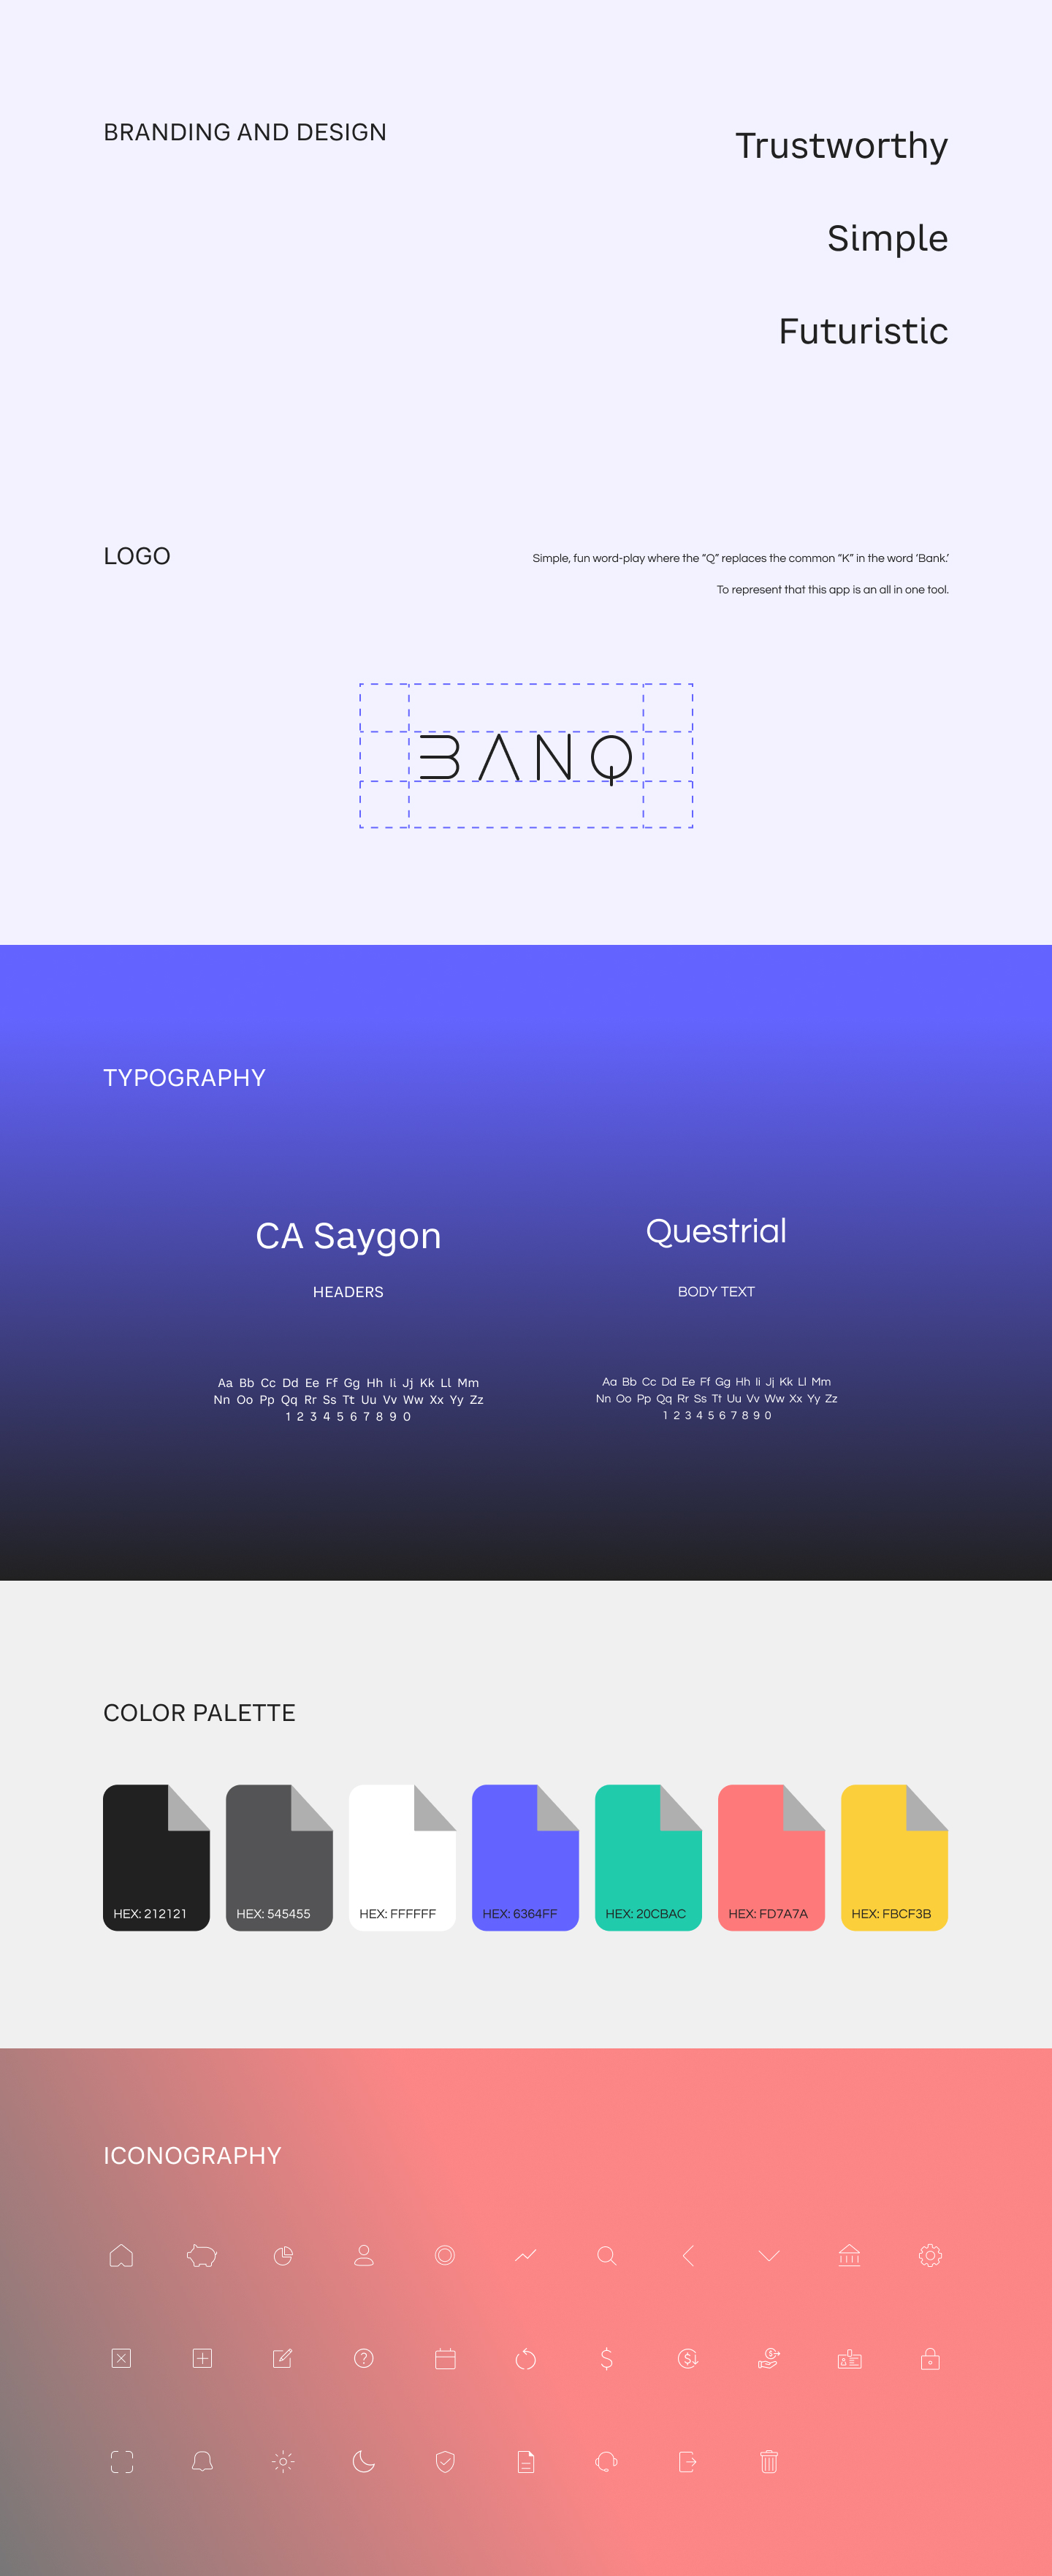 BRANDING AND DESIGN
Trustworthy
Simple
Futuristic
LOGO
Simple, fun word-play where the “Q” replaces the common “K” in the word ‘Bank.’
To represent that this app is an all in one tool.
BANQ
TYPOGRAPHY
CA Saygon
HEADERS
Aa Bb Cc Dd Ee Ff Gg Hh Ii Jj Kk Ll Mm
Nn Oo Pp Qq Rr Ss Tt Uu Vv Ww Xx Yy Zz
1 2 3 4 5 6 7 8 9 0
Questrial
BODY TEXT
Aa Bb Cc Dd Ee Ff Gg Hh Ii Jj Kk Ll Mm
Nn Oo Pp Qq Rr Ss Tt Uu Vv Ww Xx Yy Zz
1 2 3 4 5 6 7 8 9 0
COLOR PALETTE
HEX: 212121
HEX: 545455
HEX: FFFFFF
HEX: 6364FF
HEX: 20CBAC
HEX: FD7A7A
HEX: FBCF3B
ICONOGRAPHY